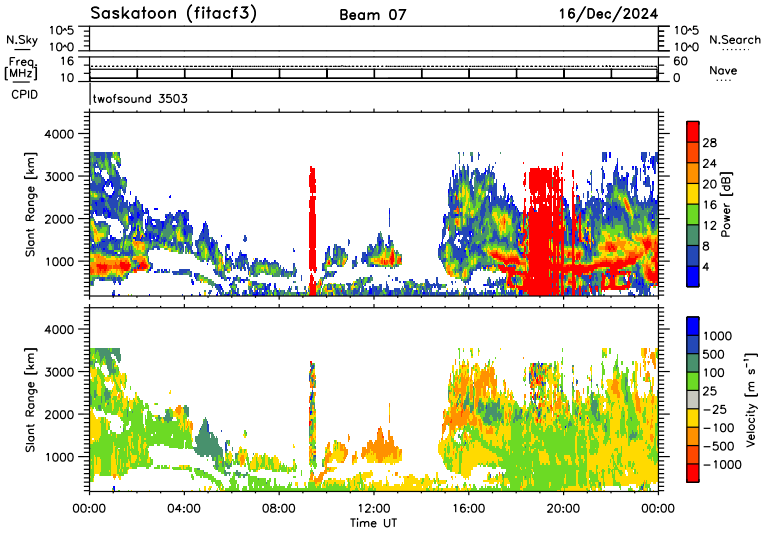 Saskatoon (fitacf3) Beam 07 16/Dec/2024
10^5 10^5
N.Sky N.Search
10^0 10^0
Freq. 16 60
[MHz] Nave
10 0
CPID twofsound 3503
4000
3000
2000
1000
Slant Range [km]
28
24
20
16
12
8
4
Power [dB]
4000
3000
2000
1000
Slant Range [km]
1000
500
100
25
−25
−100
−500
−1000
Velocity [m s⁻¹]
00:00 04:00 08:00 12:00 16:00 20:00 00:00
Time UT